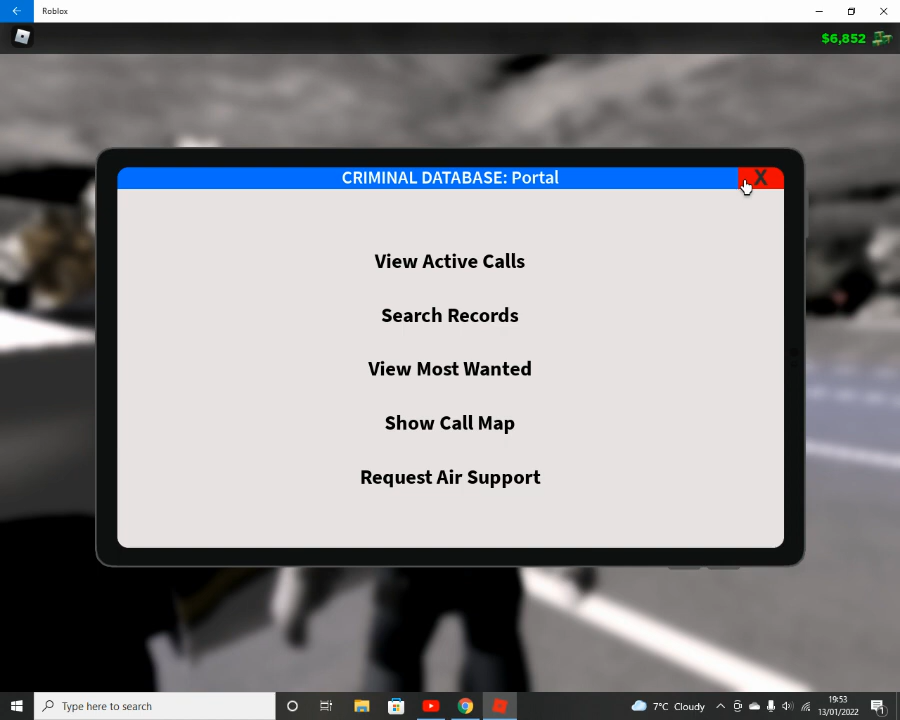 Roblox
$6,852
CRIMINAL DATABASE: Portal
X
View Active Calls
Search Records
View Most Wanted
Show Call Map
Request Air Support
Type here to search
7°C Cloudy
19:53
13/01/2022
1